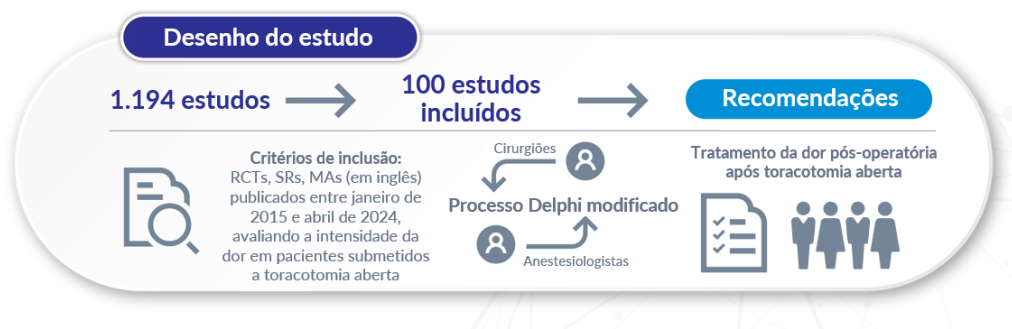 Desenho do estudo
1.194 estudos
100 estudos
incluídos
Recomendações
Critérios de inclusão:
RCTs, SRs, MAs (em inglês)
publicados entre janeiro de
2015 e abril de 2024,
avaliando a intensidade da
dor em pacientes submetidos
a toracotomia aberta
Cirurgiões
Processo Delphi modificado
Anestesiologistas
Tratamento da dor pós-operatória
após toracotomia aberta